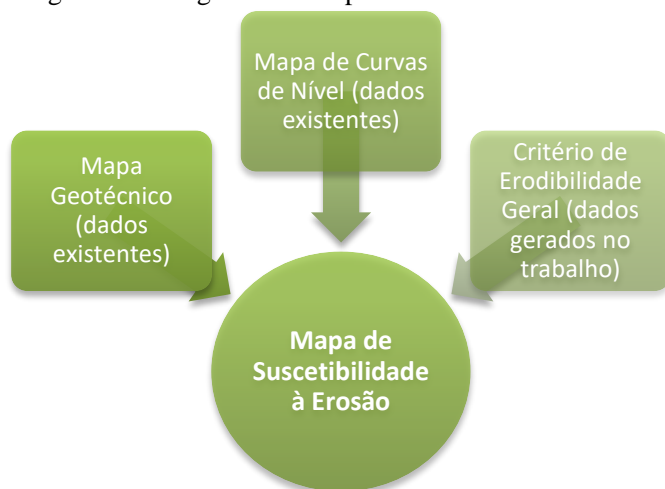 Mapa de Curvas
de Nível (dados
existentes)
Mapa
Geotécnico
(dados
existentes)
Critério de
Erodibilidade
Geral (dados
gerados no
trabalho)
Mapa de
Suscetibilidade
à Erosão